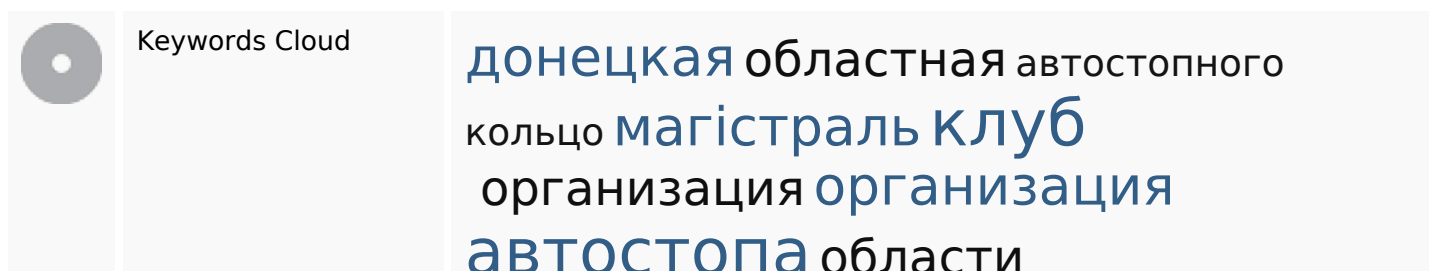 Keywords Cloud
донецкая областная автостопного
кольцо магістраль клуб
организация организация
автостопа области